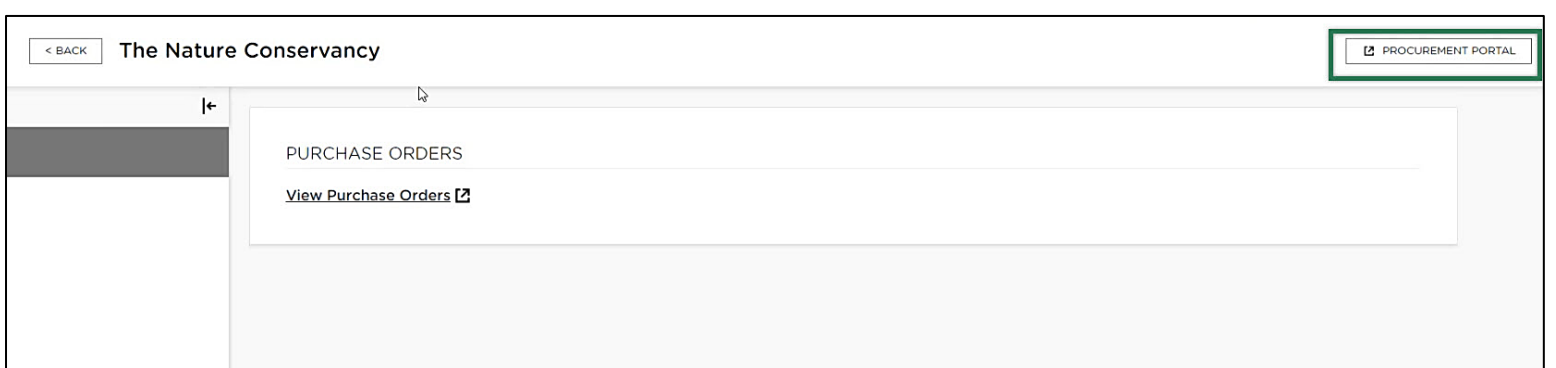 < BACK The Nature Conservancy PROCUREMENT PORTAL
PURCHASE ORDERS
View Purchase Orders